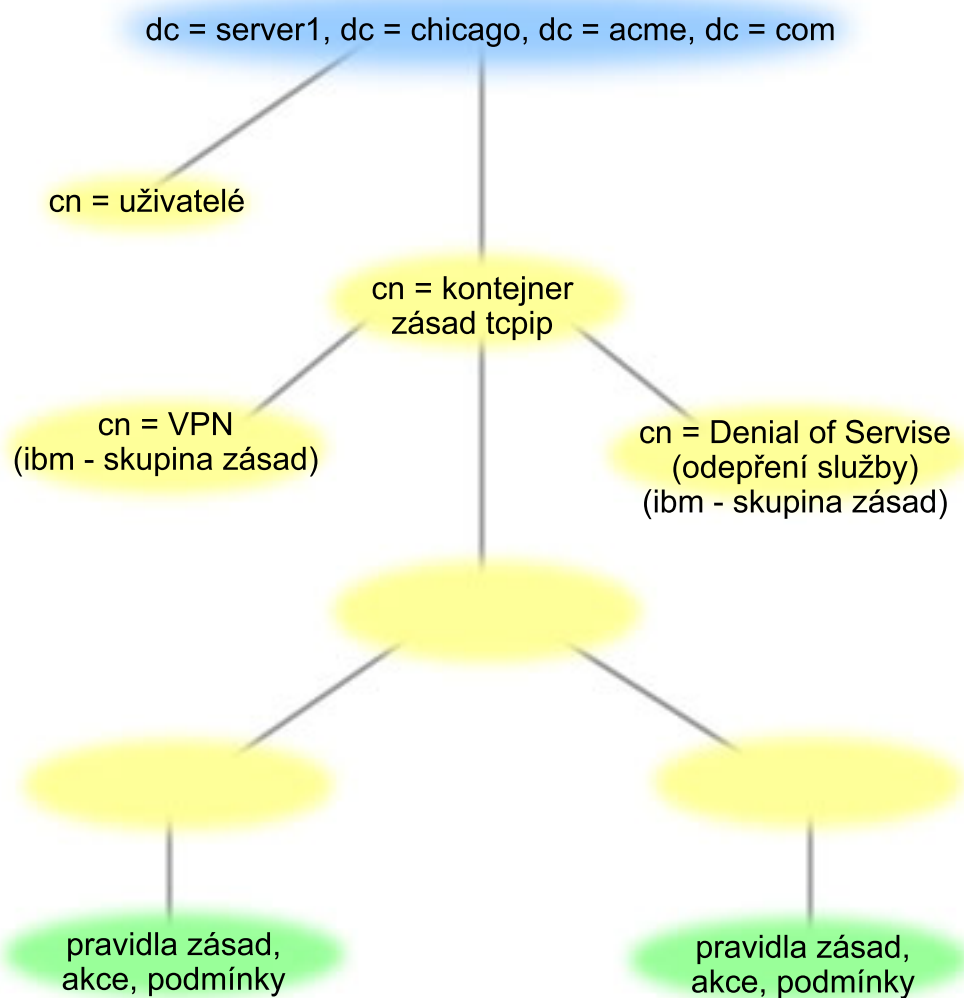 dc = server1, dc = chicago, dc = acme, dc = com
cn = uživatelé
cn = kontejner
zásad tcpip
cn = VPN
(ibm - skupina zásad)
cn = Denial of Servise
(odepření služby)
(ibm - skupina zásad)
pravidla zásad,
akce, podmínky
pravidla zásad,
akce, podmínky